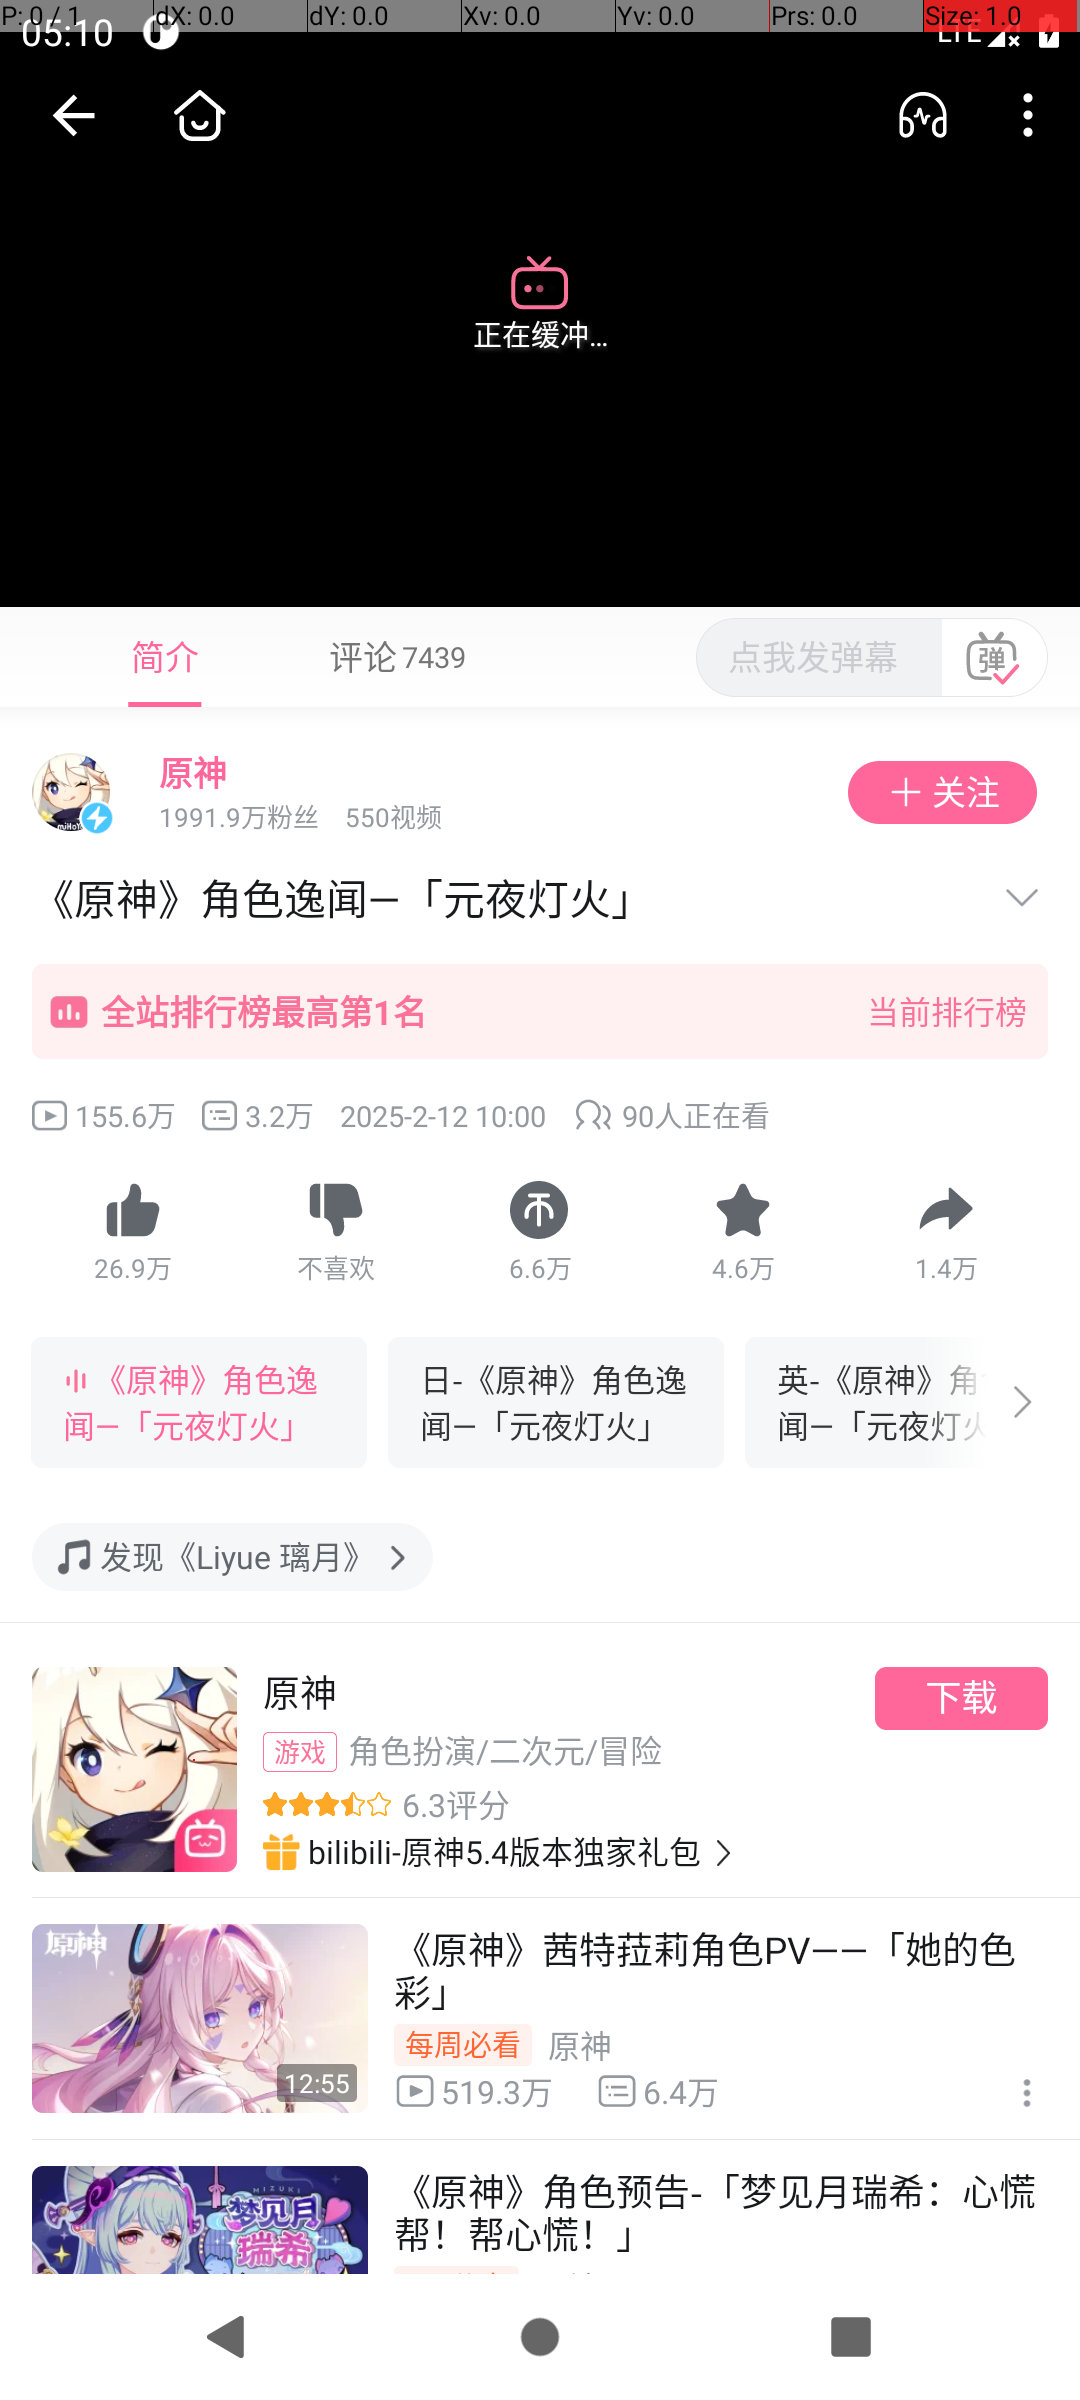 P: 0 / 1 dX: 0.0 dY: 0.0 Xv: 0.0 Yv: 0.0 Prs: 0.0 Size: 1.0
05:10 LTE
正在缓冲...
简介 评论 7439 点我发弹幕 弹
原神
1991.9万粉丝 550视频 ＋关注
《原神》角色逸闻—「元夜灯火」
全站排行榜最高第1名 当前排行榜
155.6万 3.2万 2025-2-12 10:00 90人正在看
26.9万 不喜欢 6.6万 4.6万 1.4万
《原神》角色逸
闻—「元夜灯火」
日-《原神》角色逸
闻—「元夜灯火」
英-《原神》角
闻—「元夜灯火
发现《Liyue 璃月》
原神 下载
游戏 角色扮演/二次元/冒险
6.3评分
bilibili-原神5.4版本独家礼包
原神
12:55
《原神》茜特菈莉角色PV——「她的色
彩」
每周必看 原神
519.3万 6.4万
MIZUKI
梦见月
瑞希
《原神》角色预告-「梦见月瑞希：心慌
帮！帮心慌！」